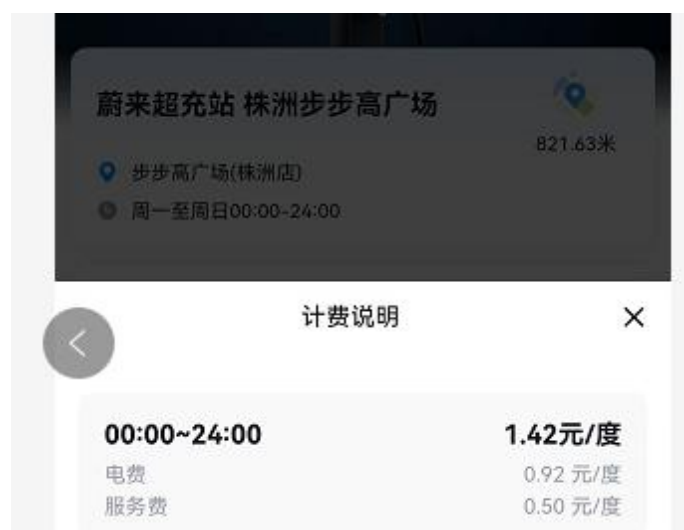 蔚来超充站 株洲步步高广场
821.63米
步步高广场(株洲店)
周一至周日00:00-24:00
计费说明
00:00~24:00 1.42元/度
电费 0.92 元/度
服务费 0.50 元/度